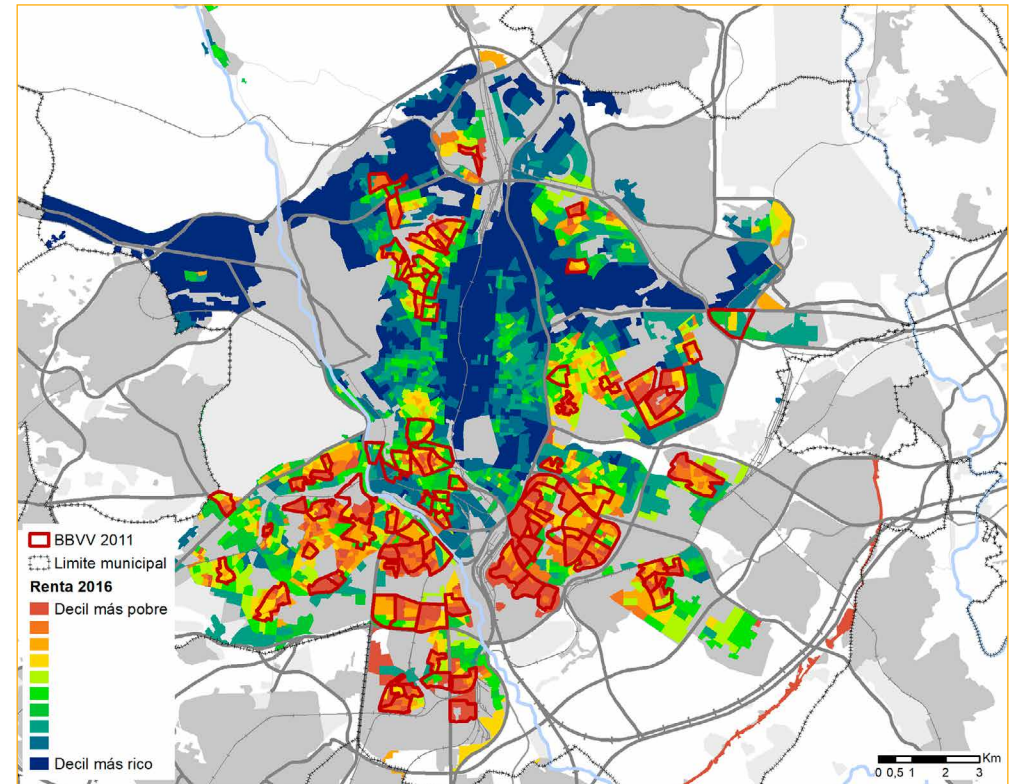 BBVV 2011
Limite municipal
Renta 2016
Decil más pobre
Decil más rico
Km
0 0,5 1 2 3